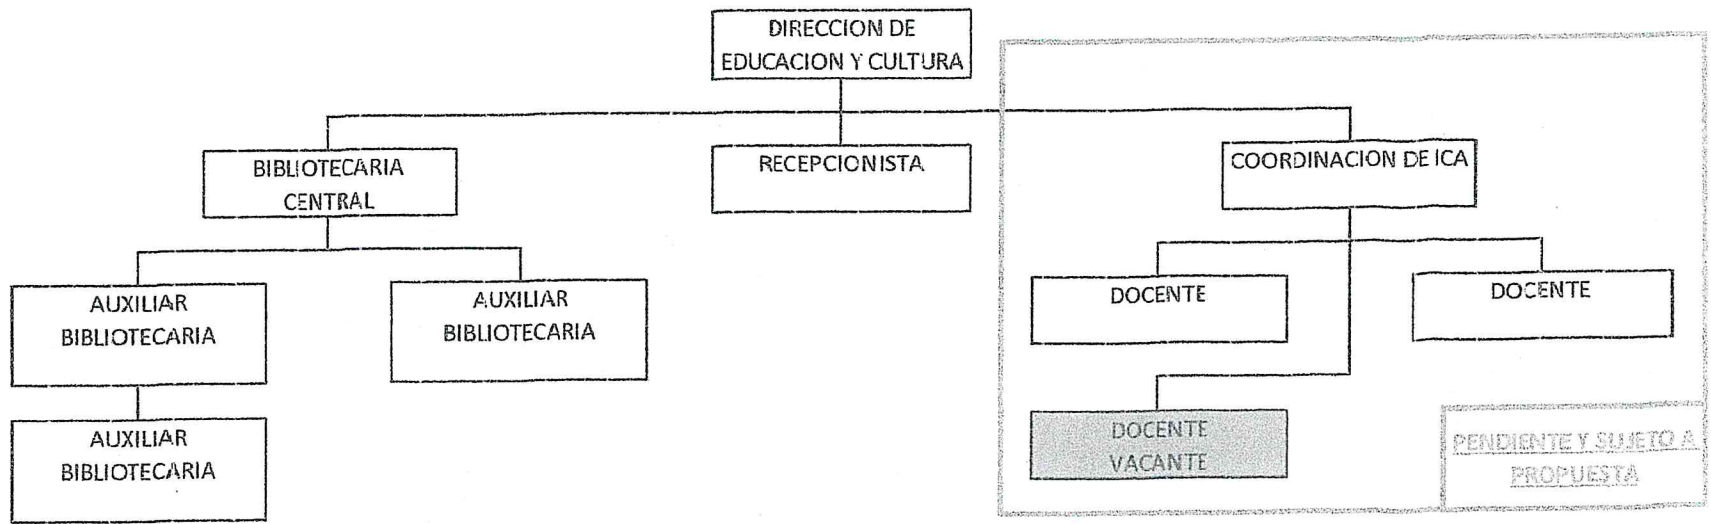 DIRECCION DE
EDUCACION Y CULTURA
BIBLIOTECARIA
CENTRAL
RECEPCIONISTA
COORDINACION DE ICA
AUXILIAR
BIBLIOTECARIA
AUXILIAR
BIBLIOTECARIA
DOCENTE
DOCENTE
AUXILIAR
BIBLIOTECARIA
DOCENTE
VACANTE
PENDIENTE Y SUJETO A
PROPUESTA